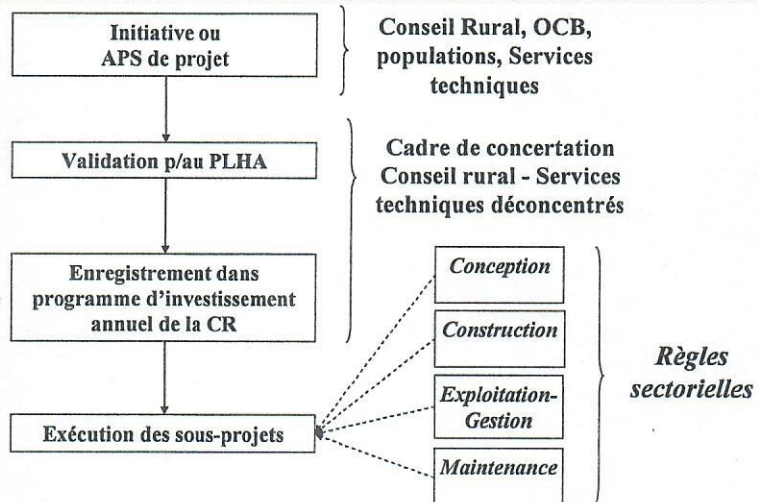 Initiative ou
APS de projet
Conseil Rural, OCB,
populations, Services
techniques
Validation p/au PLHA
Cadre de concertation
Conseil rural - Services
techniques déconcentrés
Enregistrement dans
programme d'investissement
annuel de la CR
Exécution des sous-projets
Conception
Construction
Exploitation-
Gestion
Maintenance
Règles
sectorielles